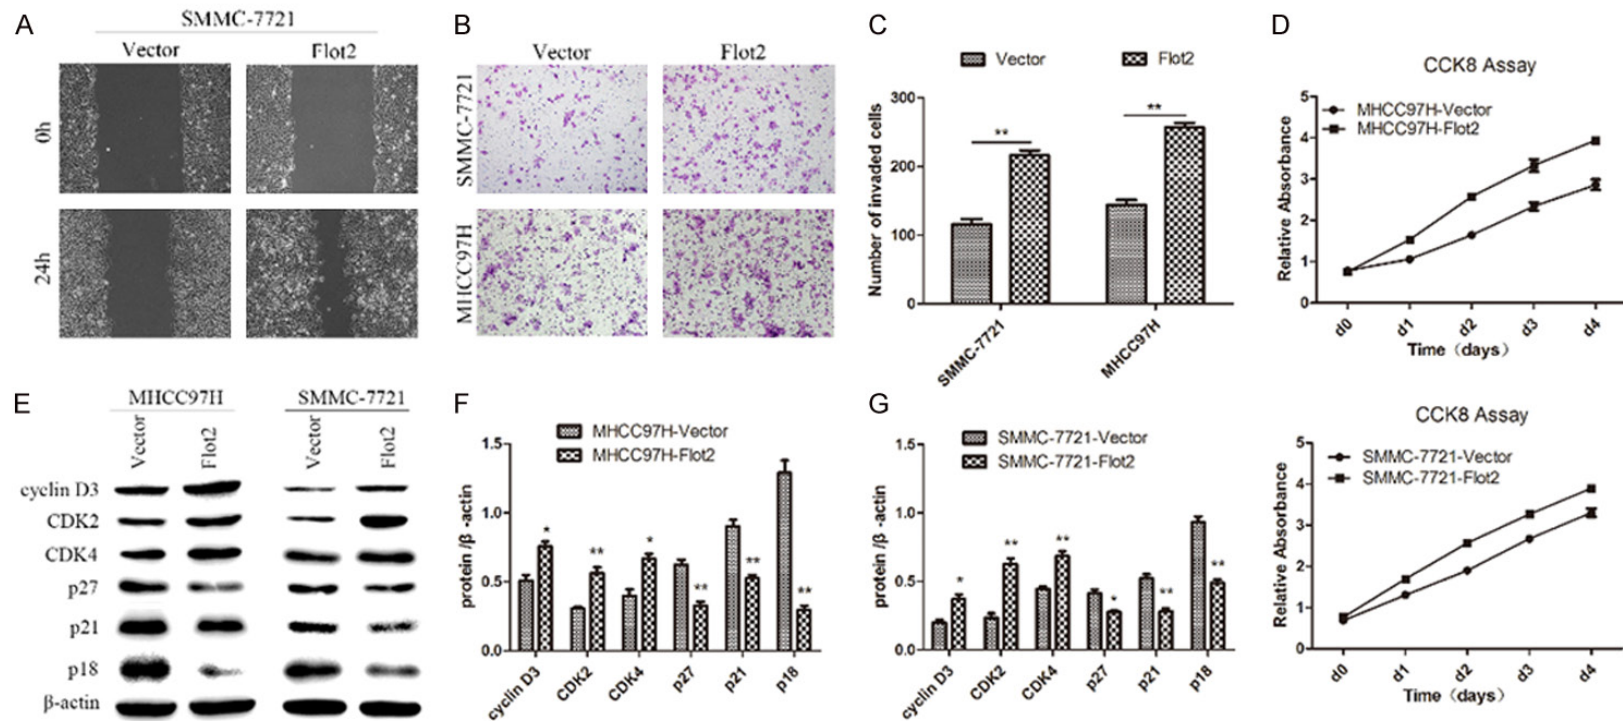 A
SMMC-7721
Vector Flot2
0h
24h
B
Vector Flot2
SMMC-7721
MHCC97H
C
Vector Flot2
Number of invaded cells
300
200
100
0
**
**
SMMC-7721
MHCC97H
D
CCK8 Assay
MHCC97H-Vector
MHCC97H-Flot2
Relative Absorbance
5
4
3
2
1
0
d0 d1 d2 d3 d4
Time (days)
CCK8 Assay
SMMC-7721-Vector
SMMC-7721-Flot2
Relative Absorbance
5
4
3
2
1
0
d0 d1 d2 d3 d4
Time (days)
E
MHCC97H SMMC-7721
Vector Flot2 Vector Flot2
cyclin D3
CDK2
CDK4
p27
p21
p18
β-actin
F
MHCC97H-Vector
MHCC97H-Flot2
protein /β -actin
1.5
1.0
0.5
0.0
* ** * ** ** **
cyclin D3 CDK2 CDK4 p27 p21 p18
G
SMMC-7721-Vector
SMMC-7721-Flot2
protein /β -actin
1.5
1.0
0.5
0.0
* ** ** * ** **
cyclin D3 CDK2 CDK4 p27 p21 p18